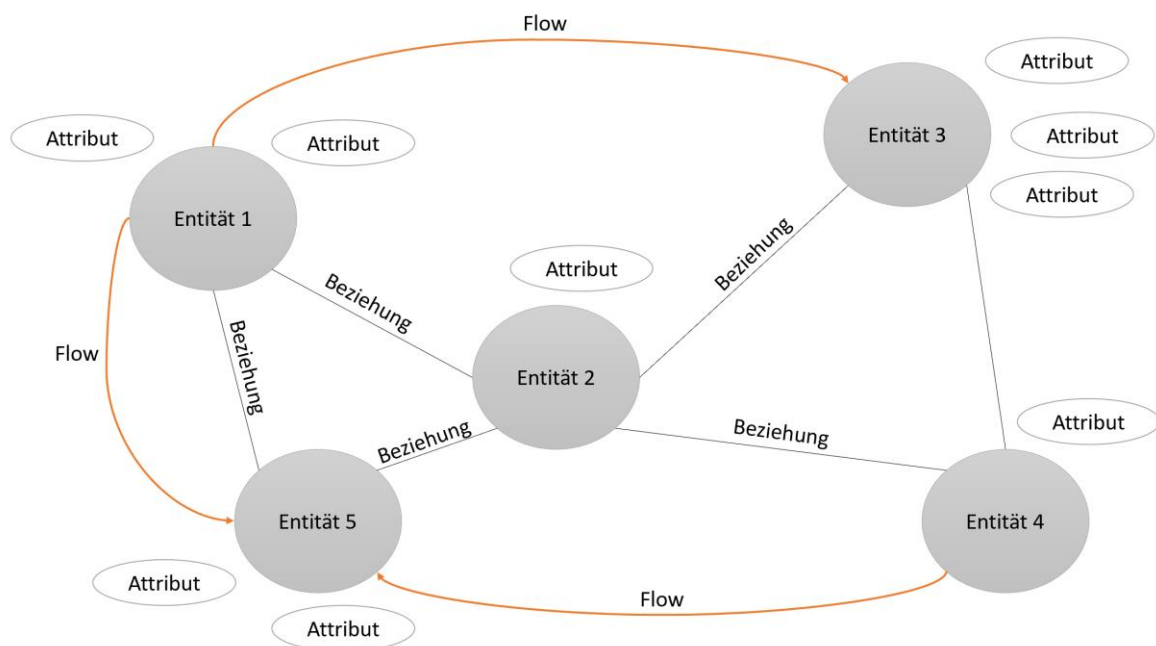 Flow
Attribut
Attribut
Attribut
Entität 3
Attribut
Attribut
Attribut
Entität 1
Attribut
Beziehung
Beziehung
Beziehung
Flow
Entität 2
Attribut
Beziehung
Beziehung
Entität 5
Entität 4
Attribut
Flow
Attribut